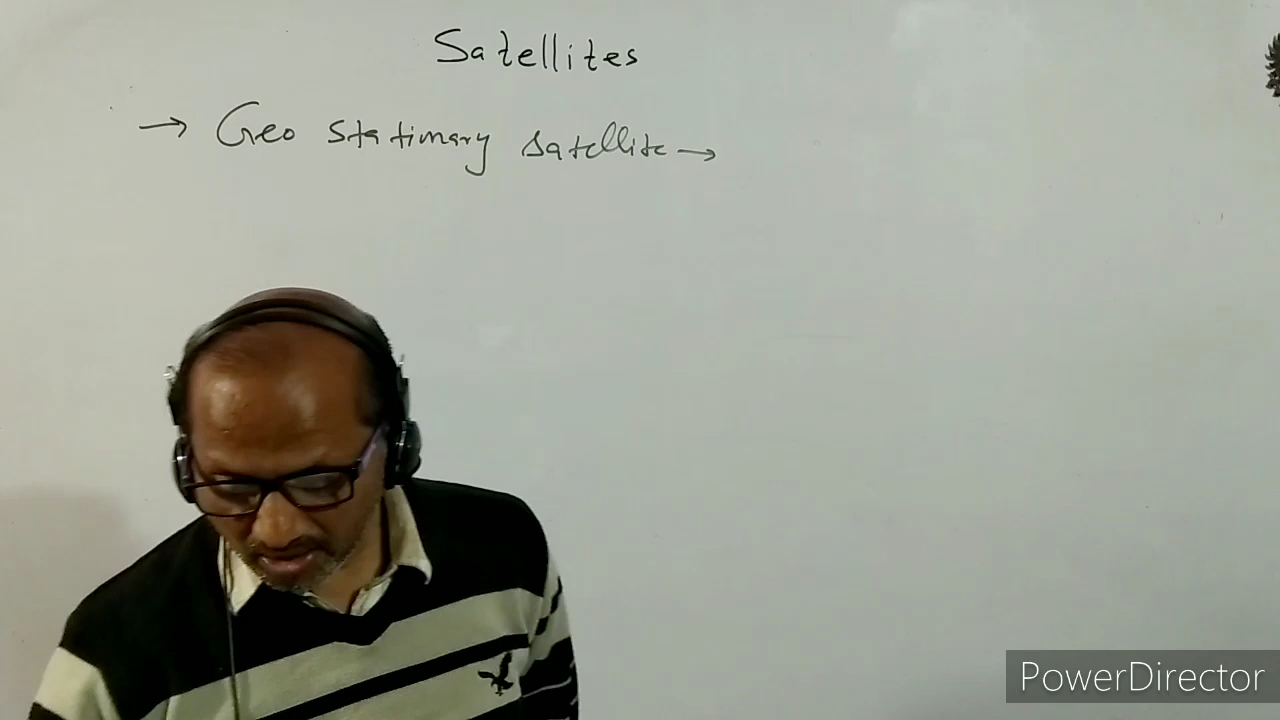 Satellites
→ Geo stationary satellite →
PowerDirector